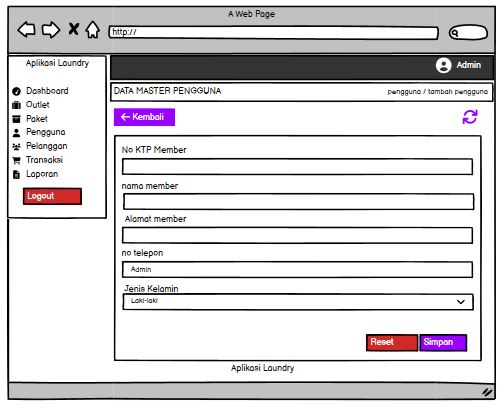 A Web Page
http://
Aplikasi Laundry
Admin
Dashboard
Outlet
Paket
Pengguna
Pelanggan
Transaksi
Laporan
Logout
DATA MASTER PENGGUNA
pengguna / tambah pengguna
Kembali
No KTP Member
nama member
Alamat member
no telepon
Admin
Jenis Kelamin
Laki-laki
Reset
Simpan
Aplikasi Laundry